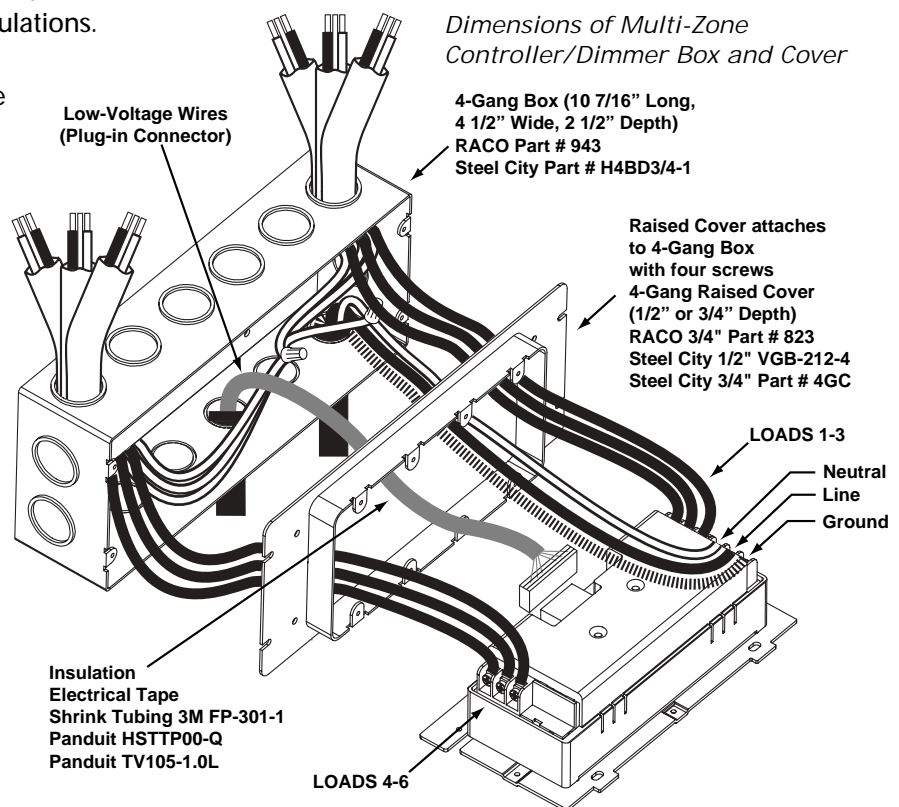 ulations.
e
Dimensions of Multi-Zone
Controller/Dimmer Box and Cover
Low-Voltage Wires
(Plug-in Connector)
4-Gang Box (10 7/16” Long,
4 1/2” Wide, 2 1/2” Depth)
RACO Part # 943
Steel City Part # H4BD3/4-1
Raised Cover attaches
to 4-Gang Box
with four screws
4-Gang Raised Cover
(1/2” or 3/4” Depth)
RACO 3/4" Part # 823
Steel City 1/2" VGB-212-4
Steel City 3/4" Part # 4GC
LOADS 1-3
Neutral
Line
Ground
Insulation
Electrical Tape
Shrink Tubing 3M FP-301-1
Panduit HSTTP00-Q
Panduit TV105-1.0L
LOADS 4-6